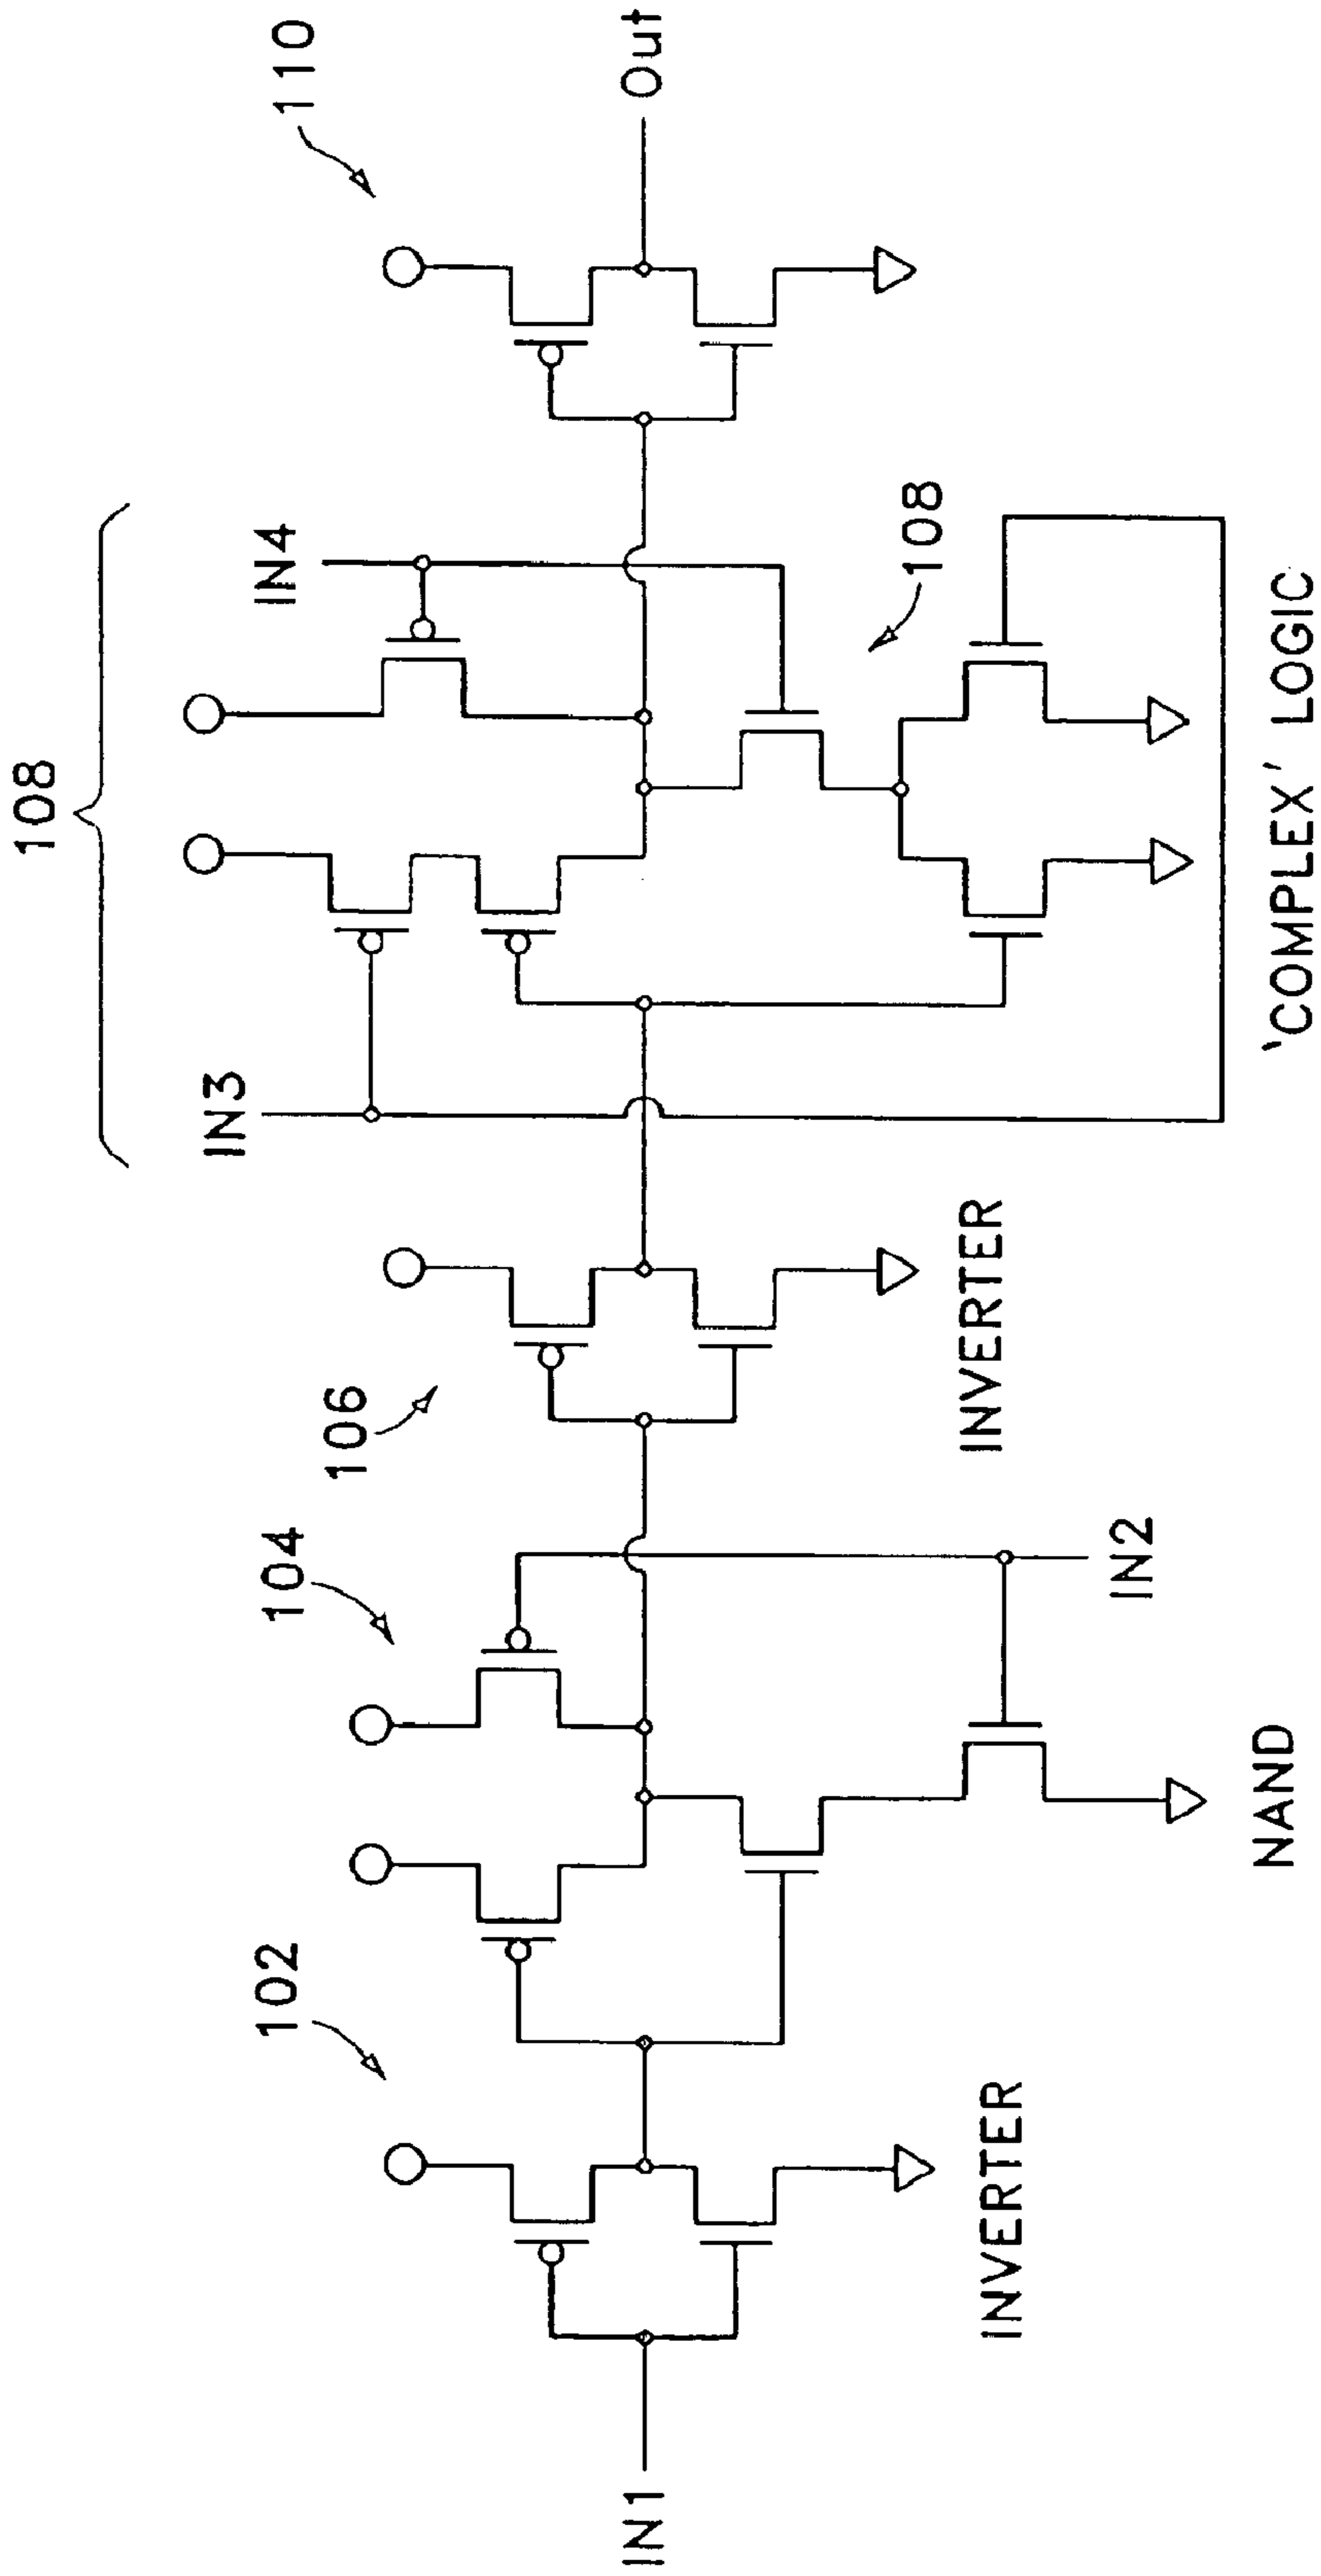 108
110
IN3
IN4
104
106
102
108
IN1
Out
IN2
INVERTER
NAND
INVERTER
'COMPLEX' LOGIC